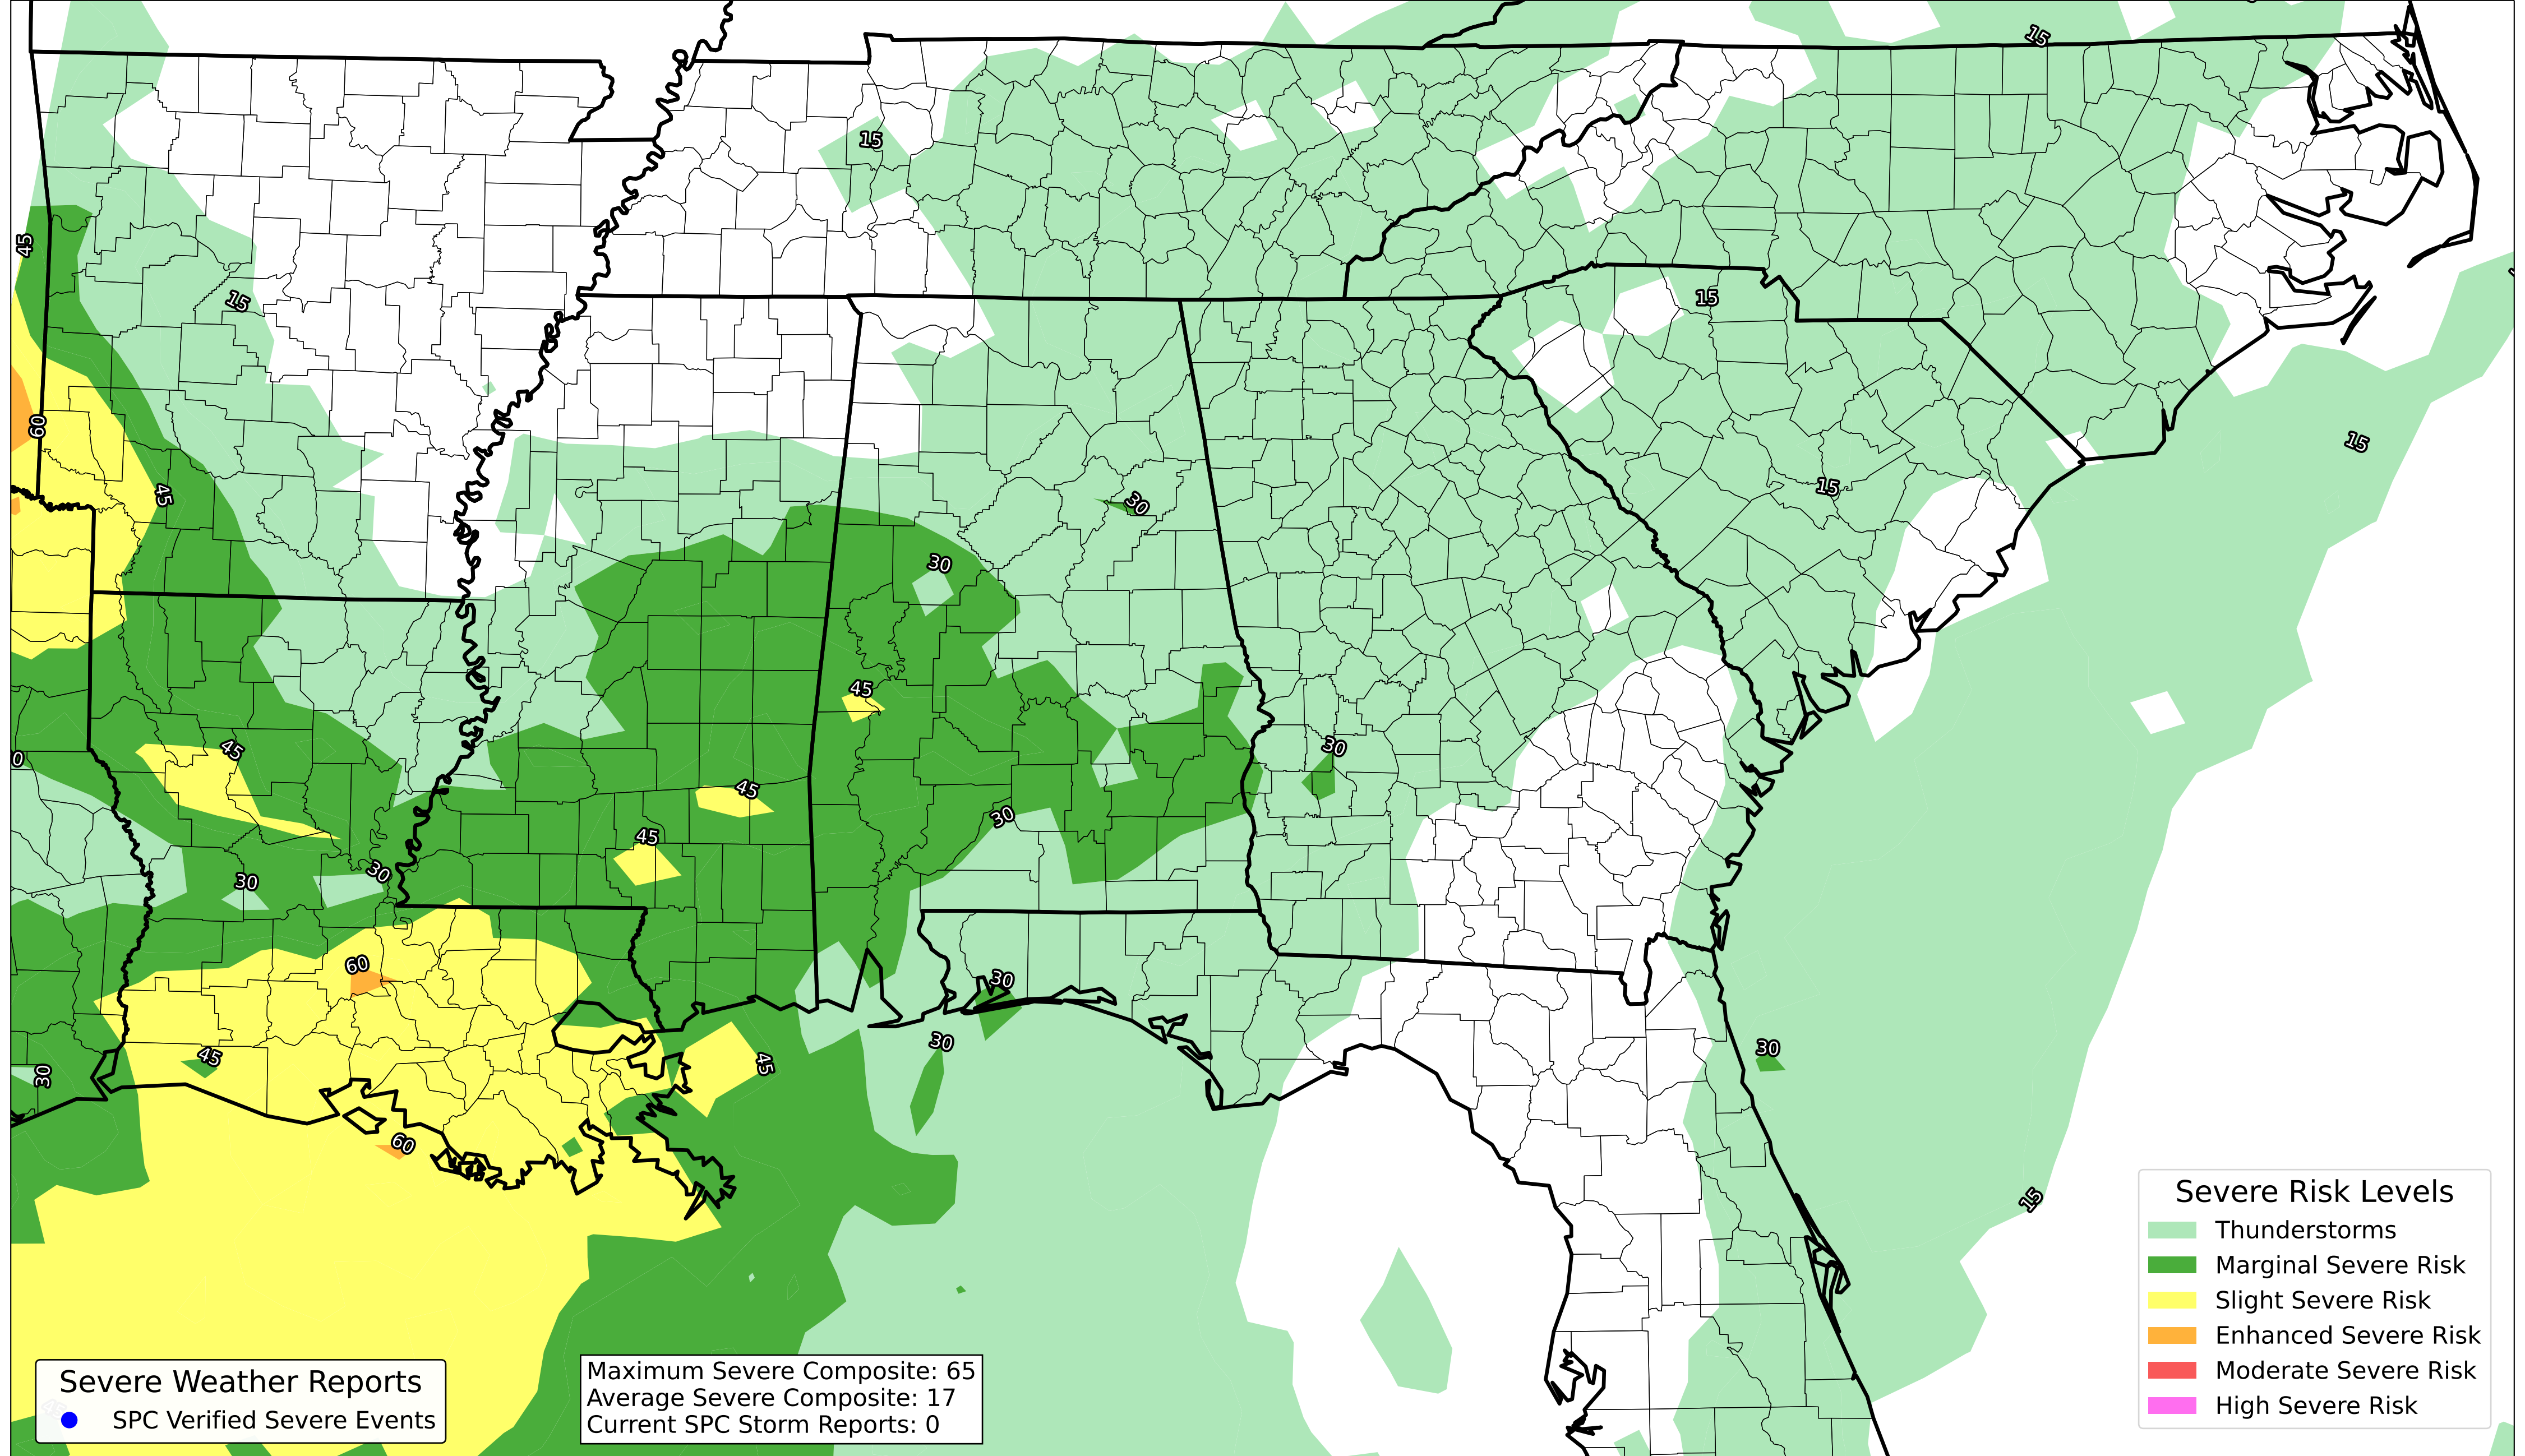 15
15
45
15
15
60
15
45
30
15
30
45
30
45
0
45
30
45
30
30
60
30
30
45
30
45
30
60
15
Severe Risk Levels
Thunderstorms
Marginal Severe Risk
Slight Severe Risk
Enhanced Severe Risk
Moderate Severe Risk
High Severe Risk
Severe Weather Reports
SPC Verified Severe Events
Maximum Severe Composite: 65
Average Severe Composite: 17
Current SPC Storm Reports: 0